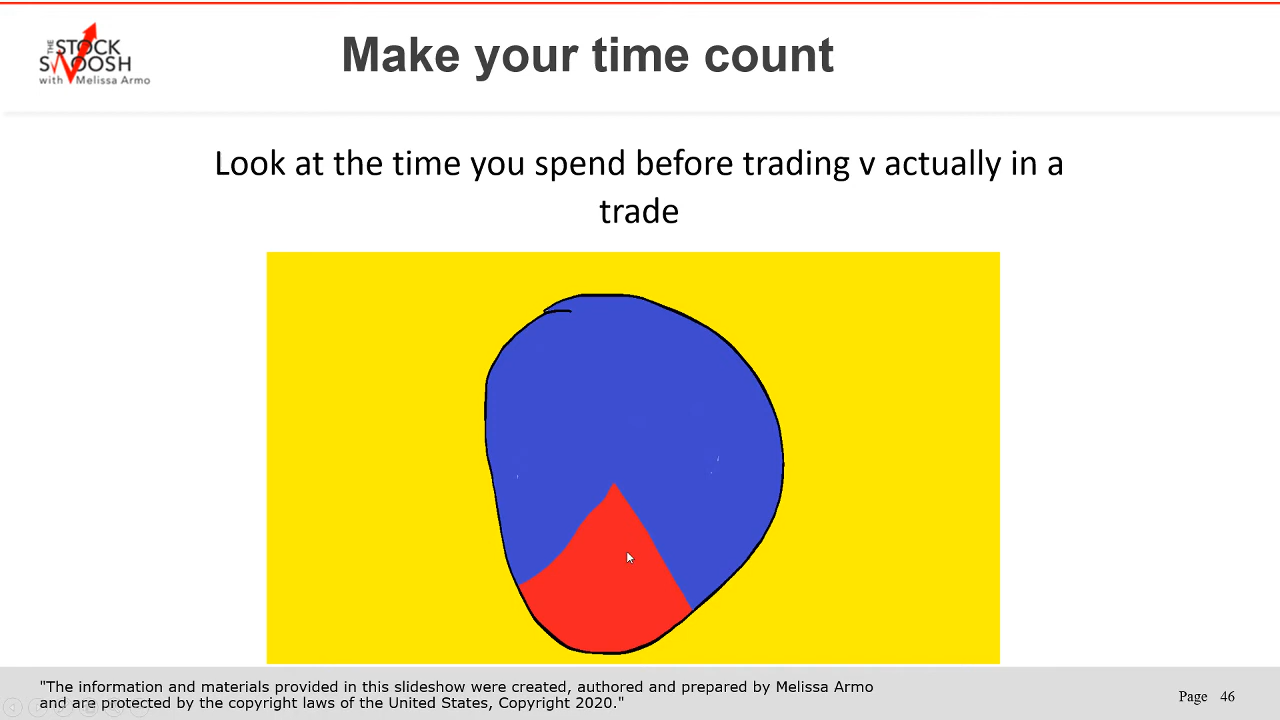 THE STOCK
SWOOSH
with Melissa Armo
Make your time count
Look at the time you spend before trading v actually in a
trade
"The information and materials provided in this slideshow were created, authored and prepared by Melissa Armo
and are protected by the copyright laws of the United States, Copyright 2020."
Page 46